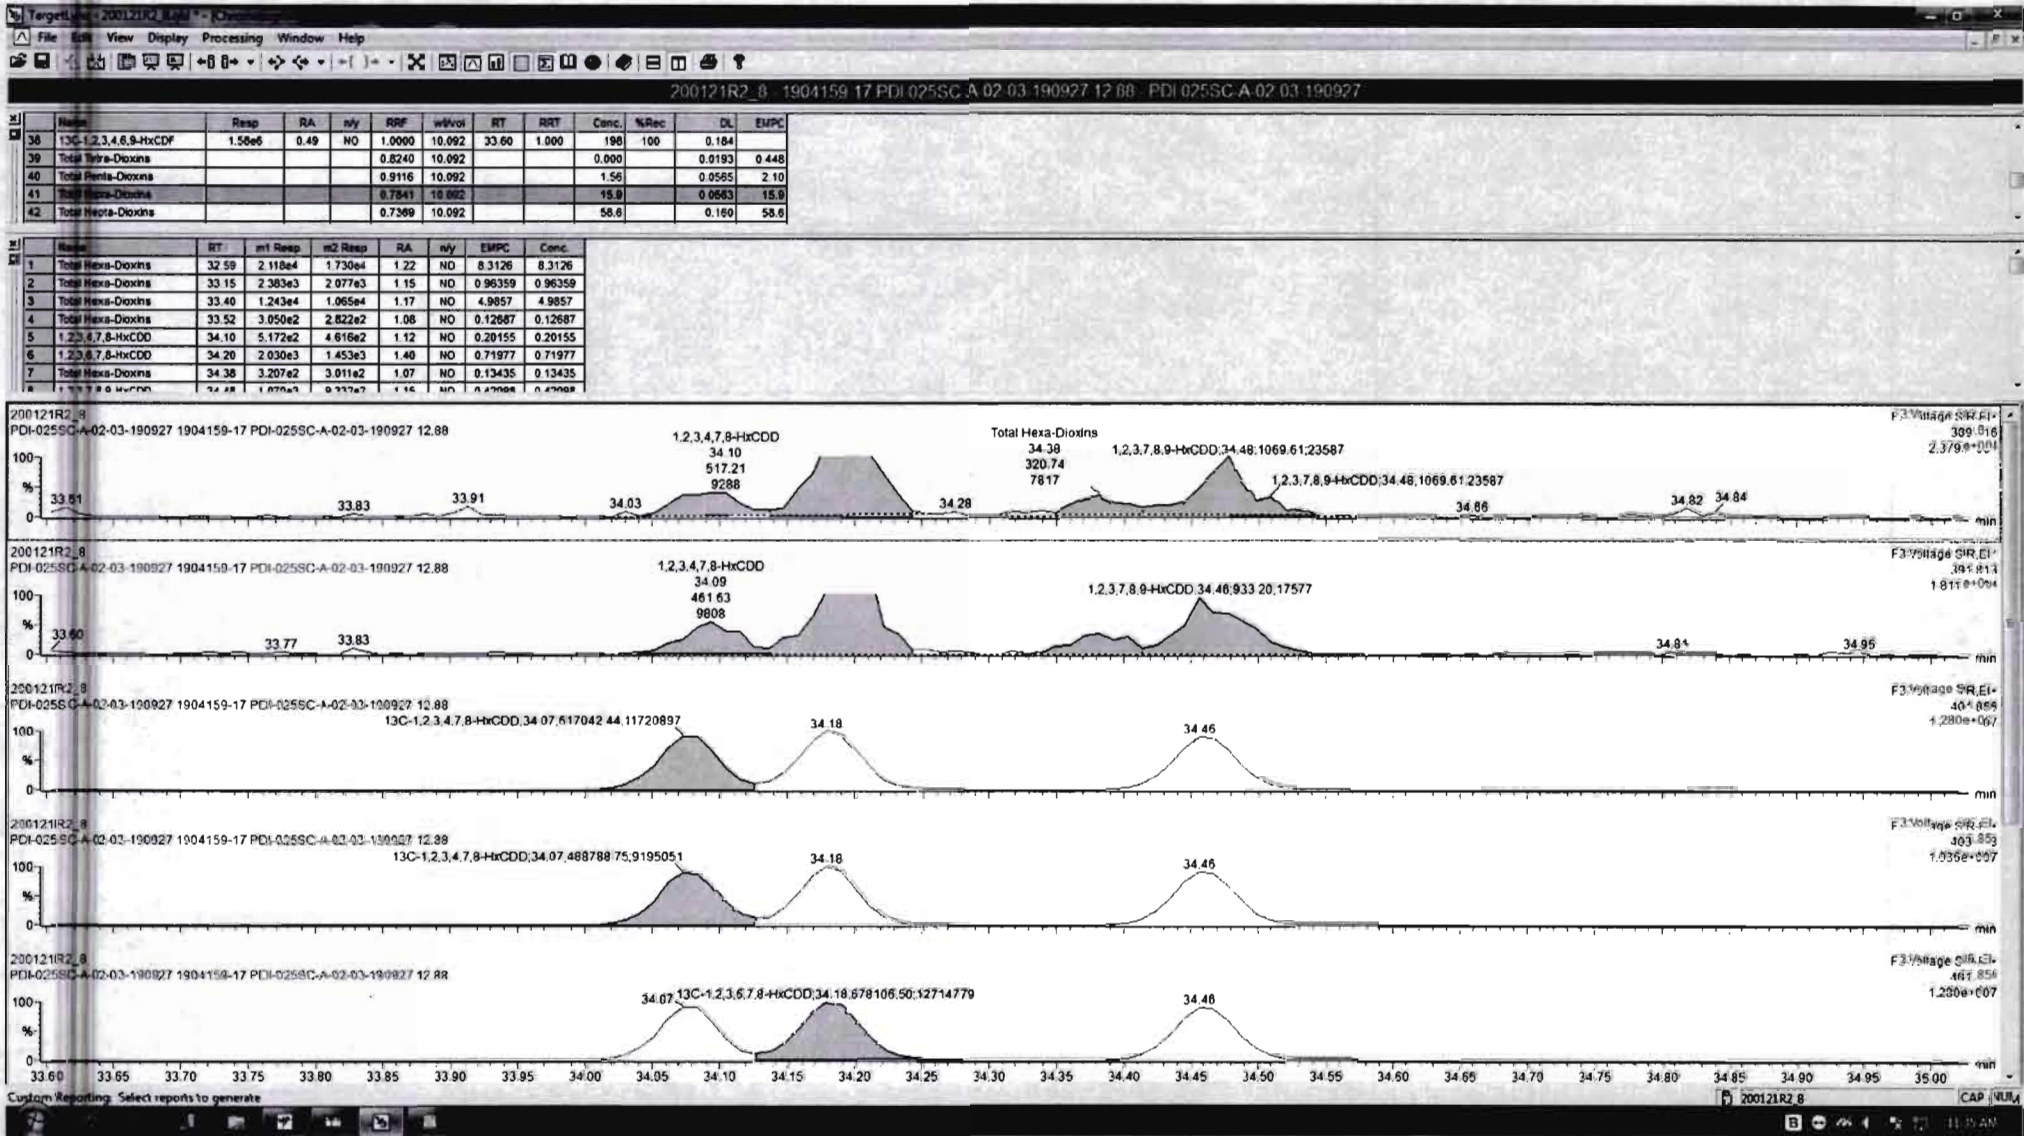 File View Display Processing Window Help
200121R2_8 - 1904159-17 PDI-025SC-A-02-03-190927 12.88 - PDI-025SC-A-02-03-190927
Name Resp RA n/y RRF wt/vol RT RRT Conc. %Rec DL EMPC
38 13C-1,2,3,4,6,9-HxCDF 1.58e6 0.49 NO 1.0000 10.092 33.60 1.000 198 100 0.184
39 Total Tetra-Dioxins 0.8240 10.092 0.000 0.0193 0.448
40 Total Penta-Dioxins 0.9116 10.092 1.56 0.0565 2.10
41 Total Hexa-Dioxins 0.7841 10.092 15.9 0.0663 15.9
42 Total Hepta-Dioxins 0.7369 10.092 58.6 0.160 58.6
Name RT m1 Resp m2 Resp RA n/y EMPC Conc.
1 Total Hexa-Dioxins 32.59 2.118e4 1.730e4 1.22 NO 8.3126 8.3126
2 Total Hexa-Dioxins 33.15 2.383e3 2.077e3 1.15 NO 0.96359 0.96359
3 Total Hexa-Dioxins 33.40 1.243e4 1.065e4 1.17 NO 4.9857 4.9857
4 Total Hexa-Dioxins 33.52 3.050e2 2.822e2 1.08 NO 0.12687 0.12687
5 1,2,3,4,7,8-HxCDD 34.10 5.172e2 4.616e2 1.12 NO 0.20155 0.20155
6 1,2,3,6,7,8-HxCDD 34.20 2.030e3 1.453e3 1.40 NO 0.71977 0.71977
7 Total Hexa-Dioxins 34.38 3.207e2 3.011e2 1.07 NO 0.13435 0.13435
200121R2_8
PDI-025SC-A-02-03-190927 1904159-17 PDI-025SC-A-02-03-190927 12.88
1,2,3,4,7,8-HxCDD
34.10
517.21
9288
Total Hexa-Dioxins
34.38
320.74
7817
1,2,3,7,8,9-HxCDD;34.48;1069.61;23587
1,2,3,7,8,9-HxCDD;34.48;1069.61;23587
100
%
0
33.61 33.83 33.91 34.03 34.28 34.66 34.82 34.84
min
200121R2_8
PDI-025SC-A-02-03-190927 1904159-17 PDI-025SC-A-02-03-190927 12.88
1,2,3,4,7,8-HxCDD
34.09
461.63
9808
1,2,3,7,8,9-HxCDD;34.46;933.20;17577
100
%
0
33.60 33.77 33.83 34.81 34.95
min
200121R2_8
PDI-025SC-A-02-03-190927 1904159-17 PDI-025SC-A-02-03-190927 12.88
13C-1,2,3,4,7,8-HxCDD;34.07;617042.44;11720897
34.18 34.46
1.280e+007
100
%
0
min
200121R2_8
PDI-025SC-A-02-03-190927 1904159-17 PDI-025SC-A-02-03-190927 12.88
13C-1,2,3,4,7,8-HxCDD;34.07;488788.75;9195051
34.18 34.46
1.035e+007
100
%
0
min
200121R2_8
PDI-025SC-A-02-03-190927 1904159-17 PDI-025SC-A-02-03-190927 12.88
34.07 13C-1,2,3,6,7,8-HxCDD;34.18;678106.50;12714779
34.46
1.280e+007
100
%
0
33.60 33.65 33.70 33.75 33.80 33.85 33.90 33.95 34.00 34.05 34.10 34.15 34.20 34.25 34.30 34.35 34.40 34.45 34.50 34.55 34.60 34.65 34.70 34.75 34.80 34.85 34.90 34.95 35.00
min
Custom Reporting: Select reports to generate
200121R2_8
CAP NUM